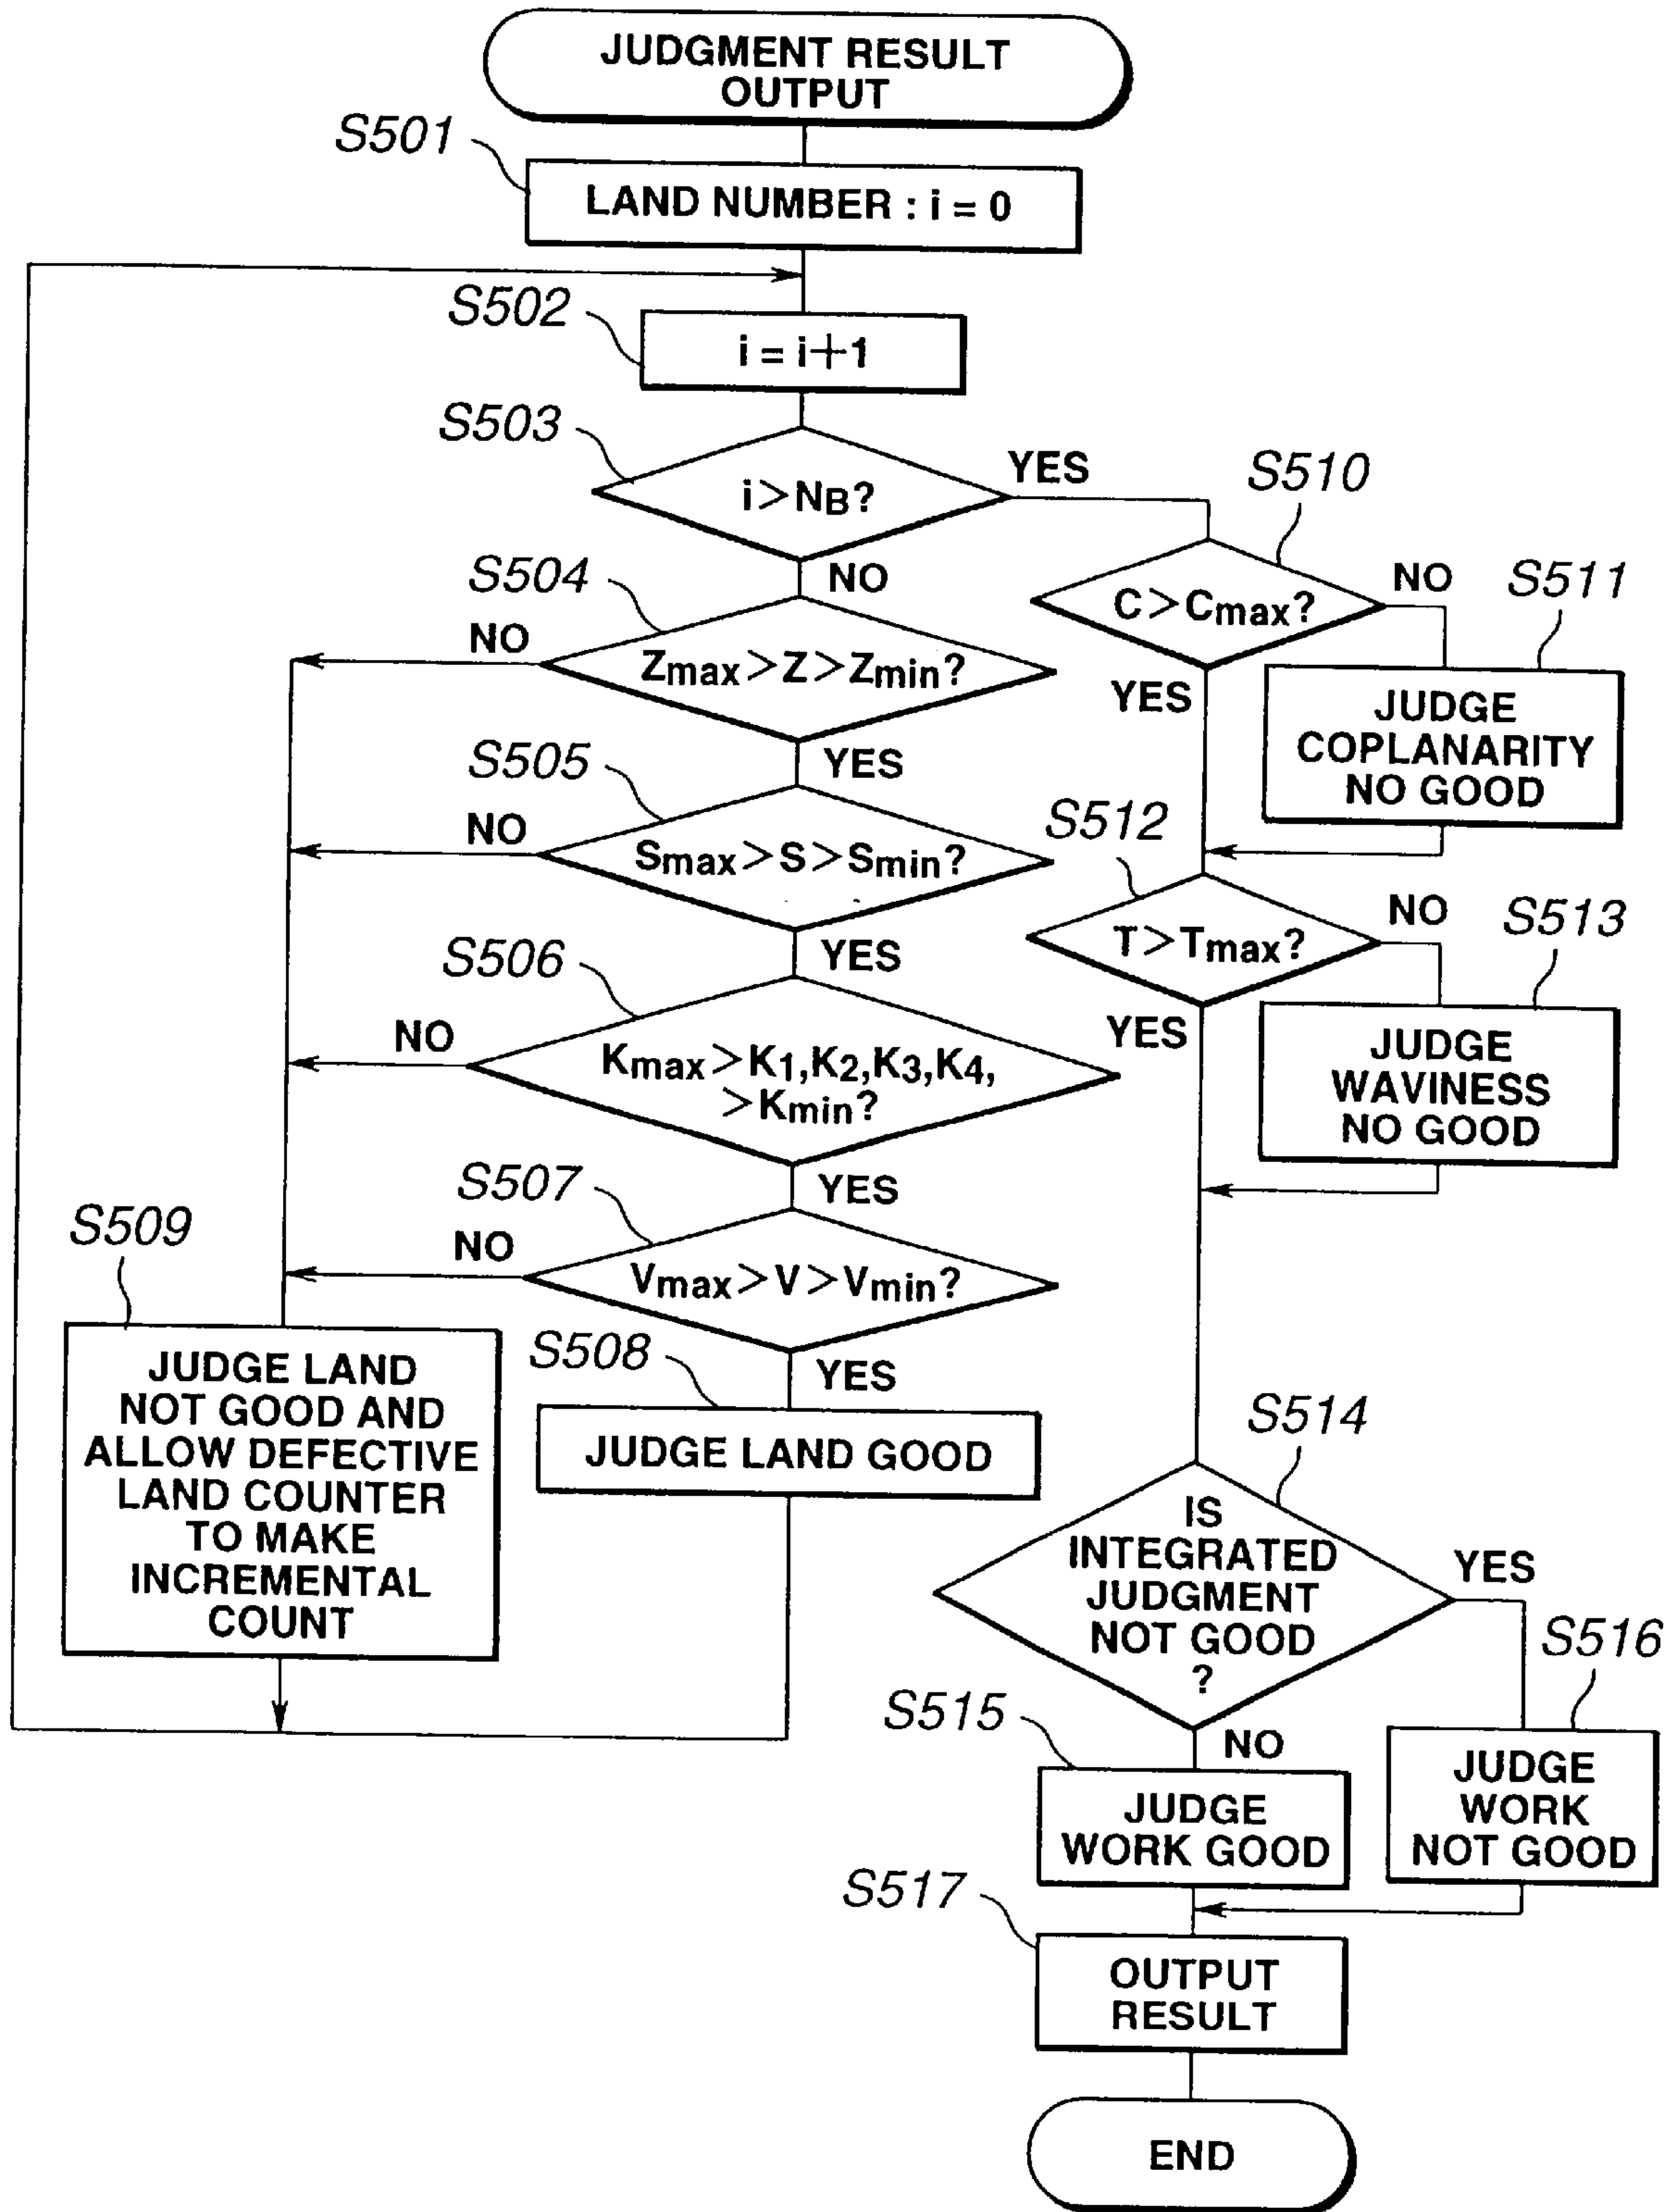 JUDGMENT RESULT
OUTPUT
S501
LAND NUMBER : i = 0
S502
i = i+1
S503
i>NB?
YES
NO
S504
Zmax>Z>Zmin?
NO
YES
S505
Smax>S>Smin?
NO
YES
S506
Kmax>K1,K2,K3,K4,
>Kmin?
NO
YES
S507
Vmax>V>Vmin?
NO
YES
S508
JUDGE LAND GOOD
S509
JUDGE LAND
NOT GOOD AND
ALLOW DEFECTIVE
LAND COUNTER
TO MAKE
INCREMENTAL
COUNT
S510
C>Cmax?
NO
YES
S511
JUDGE
COPLANARITY
NO GOOD
S512
T>Tmax?
NO
YES
S513
JUDGE
WAVINESS
NO GOOD
S514
IS
INTEGRATED
JUDGMENT
NOT GOOD
?
YES
NO
S515
JUDGE
WORK GOOD
S516
JUDGE
WORK
NOT GOOD
S517
OUTPUT
RESULT
END